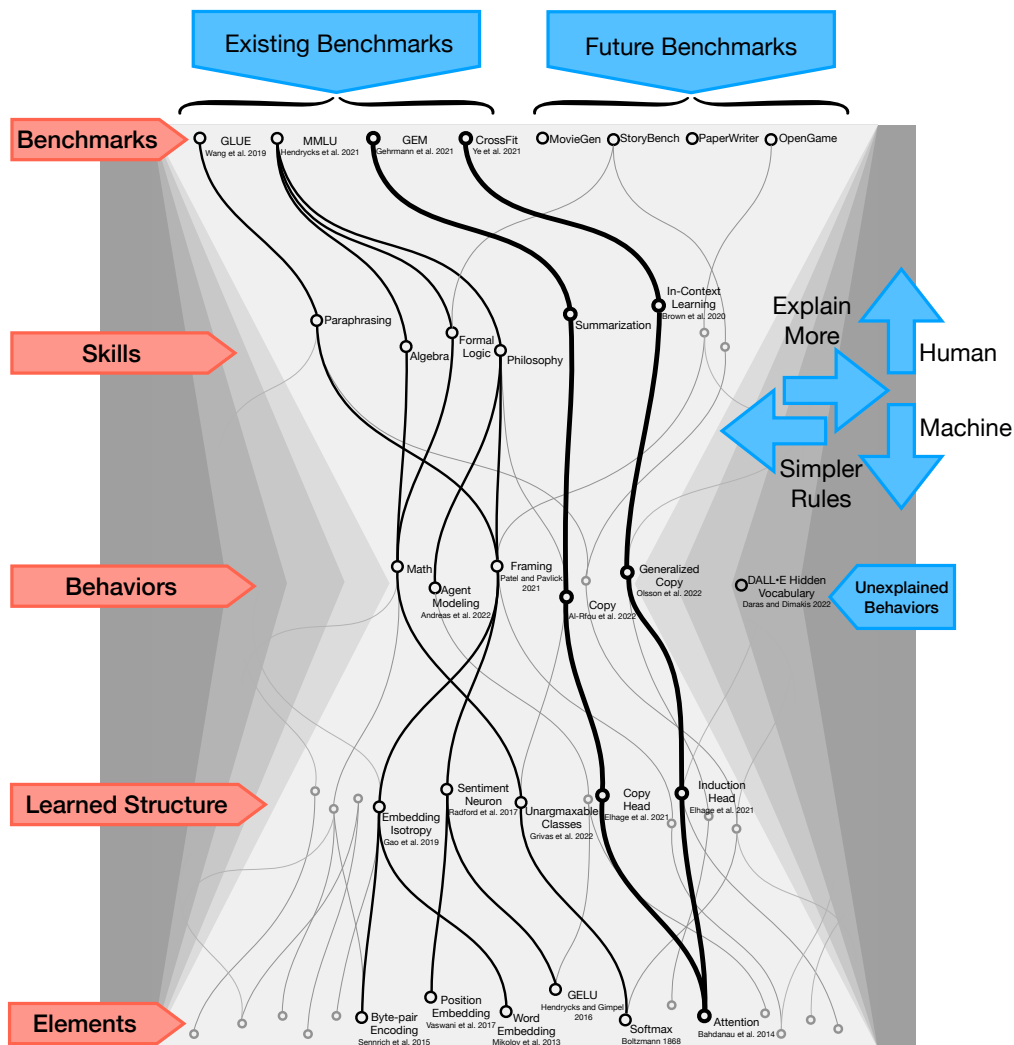 Existing Benchmarks
Future Benchmarks
Benchmarks
GLUE
Wang et al. 2019
MMLU
Hendrycks et al. 2021
GEM
Gehrmann et al. 2021
CrossFit
Ye et al. 2021
MovieGen
StoryBench
PaperWriter
OpenGame
Skills
Paraphrasing
Algebra
Formal
Logic
Philosophy
Summarization
In-Context
Learning
Brown et al. 2020
Explain
More
Human
Machine
Simpler
Rules
Behaviors
Math
Agent
Modeling
Andreas et al. 2022
Framing
Patel and Pavlick
2021
Copy
Al-Rfou et al. 2022
Generalized
Copy
Olsson et al. 2022
DALL•E Hidden
Vocabulary
Daras and Dimakis 2022
Unexplained
Behaviors
Learned Structure
Embedding
Isotropy
Gao et al. 2019
Sentiment
Neuron
Radford et al. 2017
Unargmaxable
Classes
Grivas et al. 2022
Copy
Head
Elhage et al. 2021
Induction
Head
Elhage et al. 2021
Elements
Byte-pair
Encoding
Sennrich et al. 2015
Position
Embedding
Vaswani et al. 2017
Word
Embedding
Mikolov et al. 2013
GELU
Hendrycks and Gimpel
2016
Softmax
Boltzmann 1868
Attention
Bahdanau et al. 2014